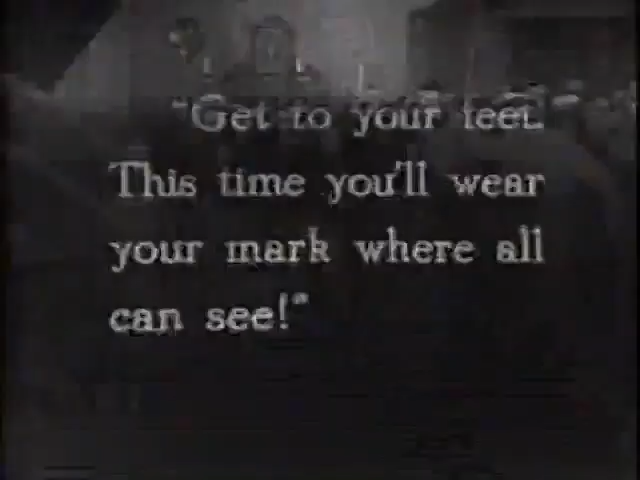 "Get to your feet.
This time you'll wear
your mark where all
can see!"